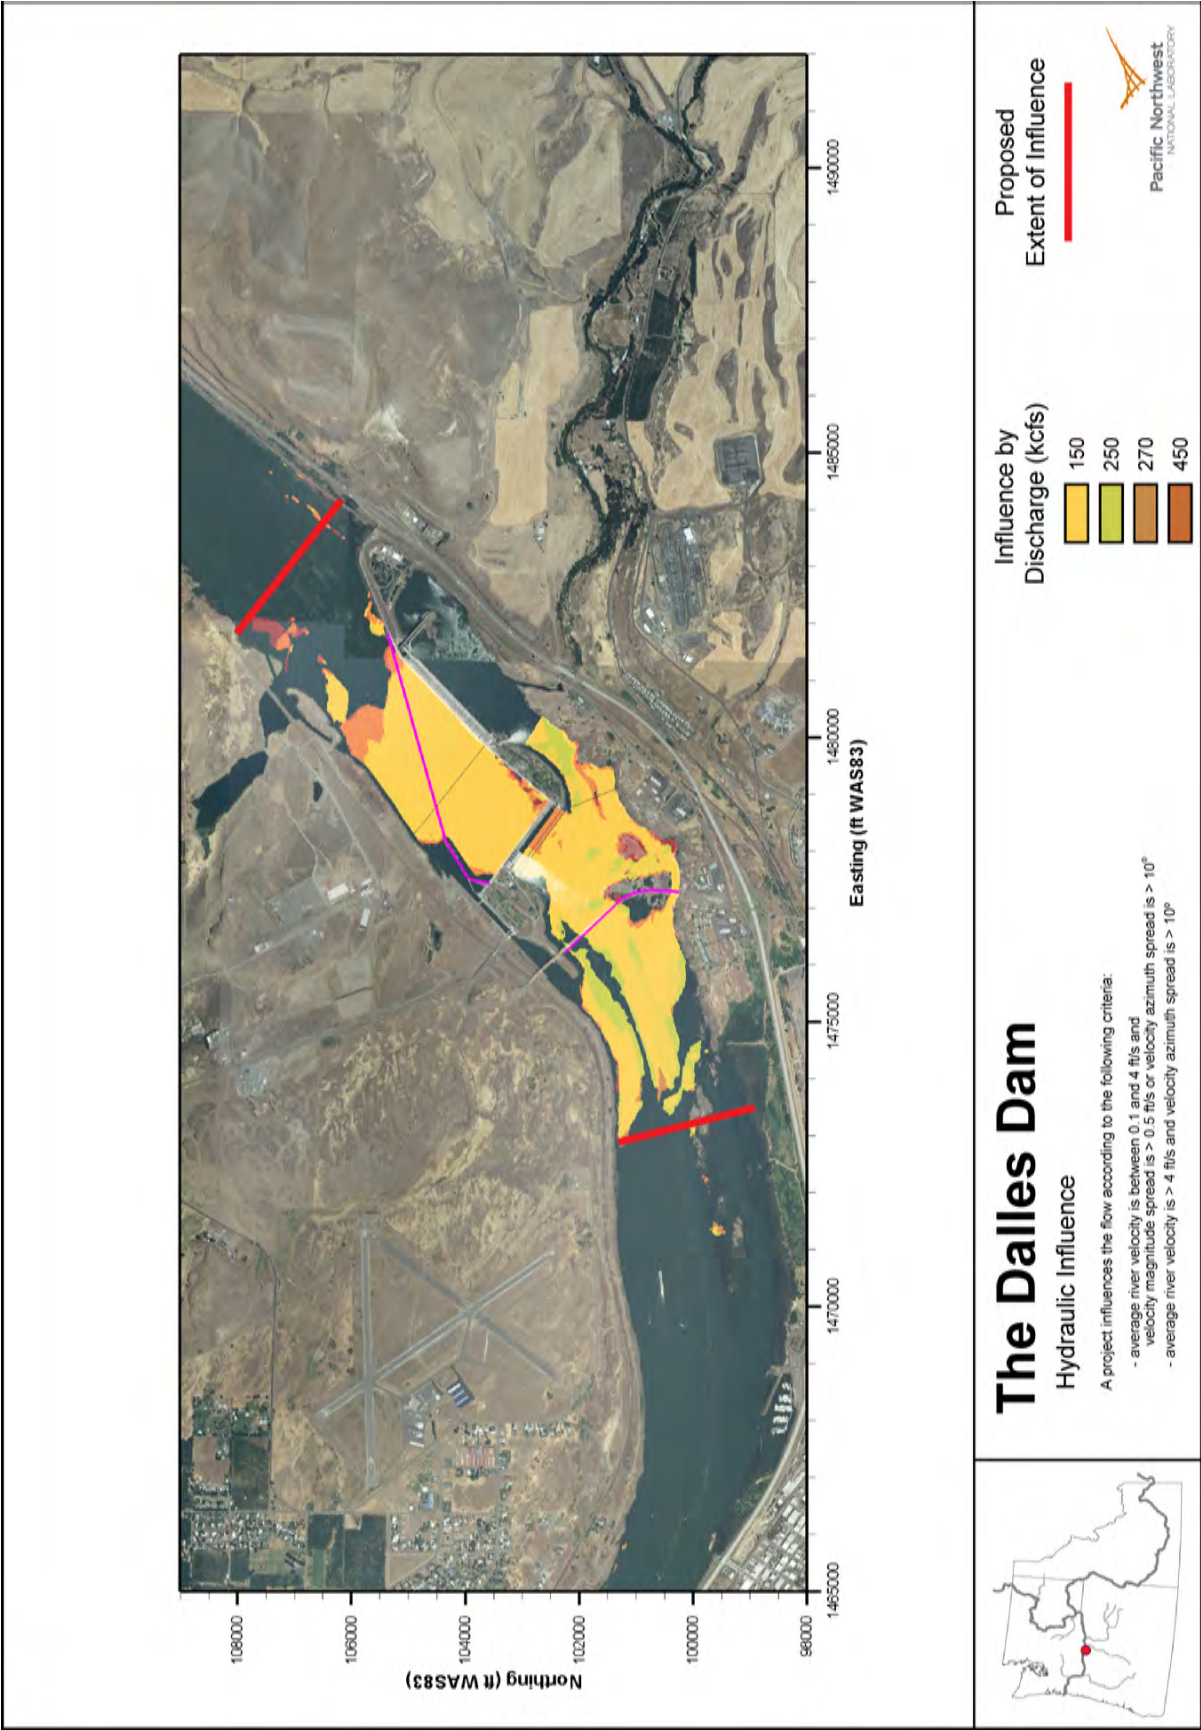 Northing (ft WAS83)
108000
106000
104000
102000
100000
98000
1465000
1470000
1475000
1480000
1485000
1490000
Easting (ft WAS83)
The Dalles Dam
Hydraulic Influence
A project influences the flow according to the following criteria:
- average river velocity is between 0.1 and 4 ft/s and
velocity magnitude spread is > 0.5 ft/s or velocity azimuth spread is > 10º
- average river velocity is > 4 ft/s and velocity azimuth spread is > 10º
Influence by
Discharge (kcfs)
150
250
270
450
Proposed
Extent of Influence
Pacific Northwest
NATIONAL LABORATORY